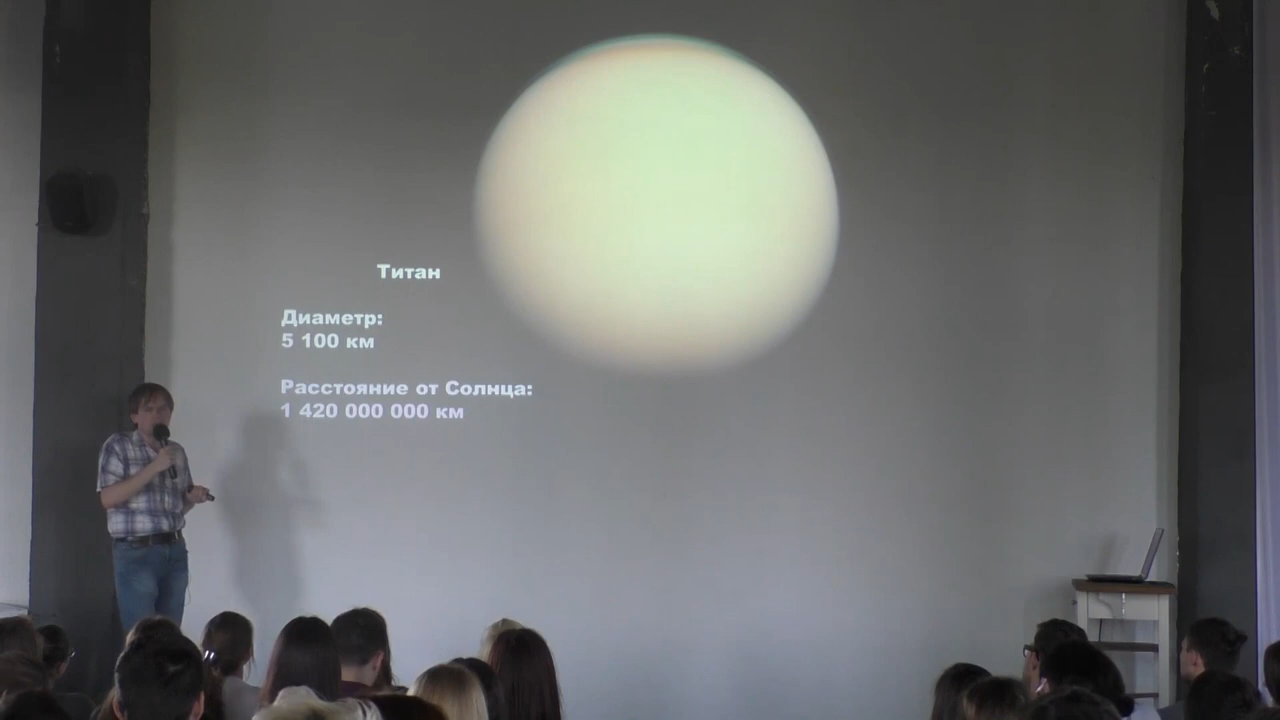 Титан
Диаметр:
5 100 км
Расстояние от Солнца:
1 420 000 000 км